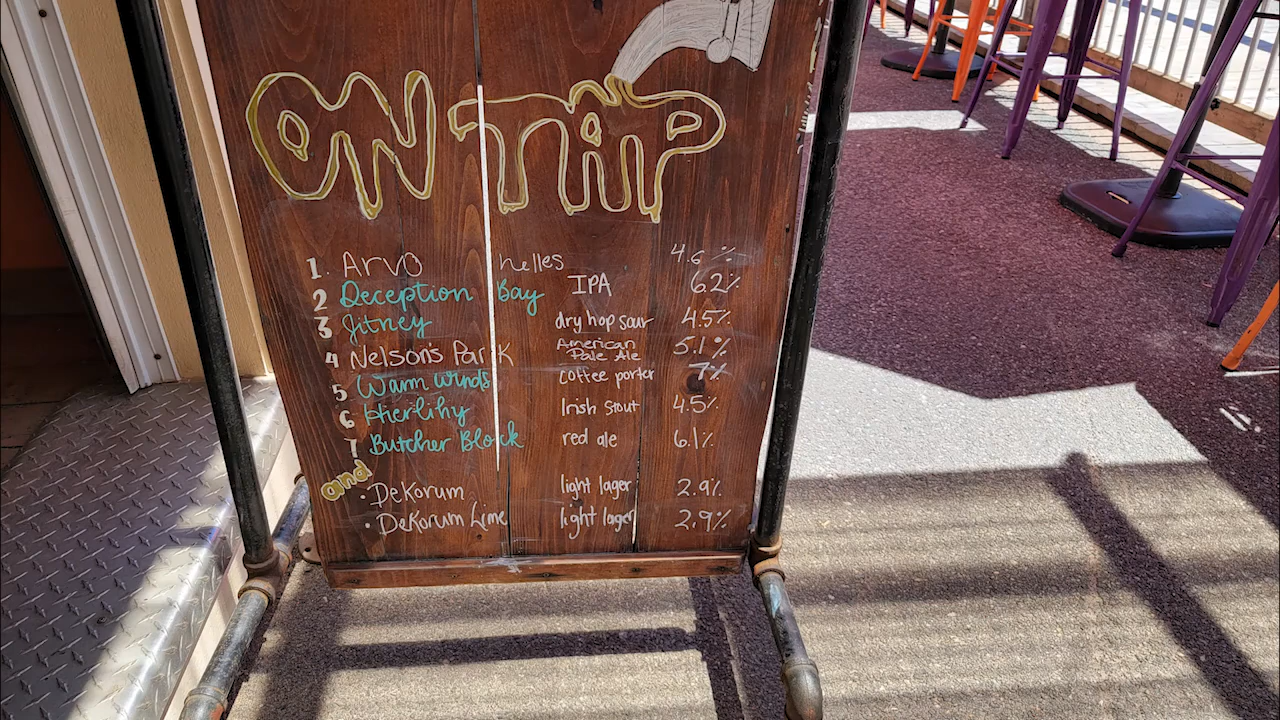 ON TAP
1. Arvo helles 4.6%
2 Deception Bay IPA 6.2%
3 Jitney dry hop sour 4.5%
4 Nelson's Park American Pale Ale 5.1%
5 Warm Winds coffee porter 7%
6 Herlihy Irish Stout 4.5%
7 Butcher Block red ale 6.1%
and
• DeKorum light lager 2.9%
• DeKorum Lime light lager 2.9%